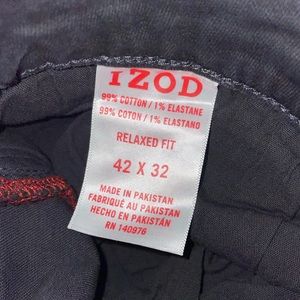 IZOD
99% COTTON / 1% ELASTANE
99% COTON / 1% ELASTANO
RELAXED FIT
42 X 32
MADE IN PAKISTAN
FABRIQUÉ AU PAKISTAN
HECHO EN PAKISTÁN
RN 140976